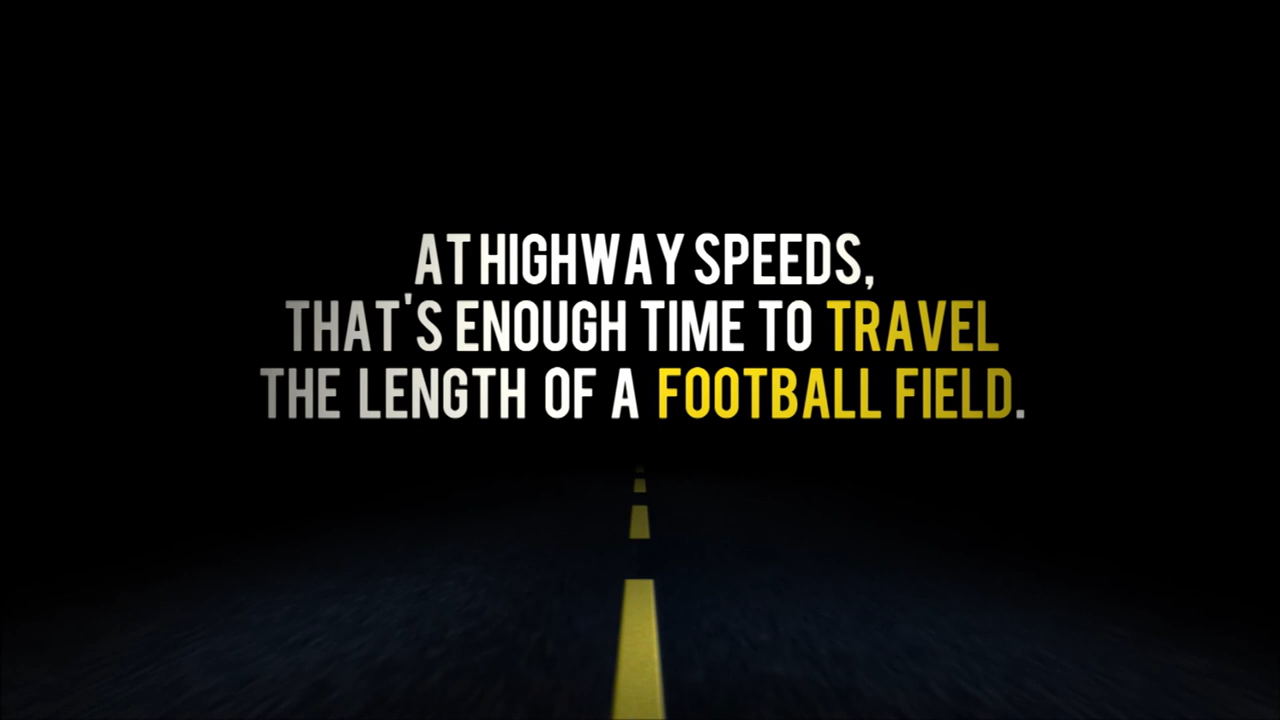 AT HIGHWAY SPEEDS,
THAT'S ENOUGH TIME TO TRAVEL
THE LENGTH OF A FOOTBALL FIELD.